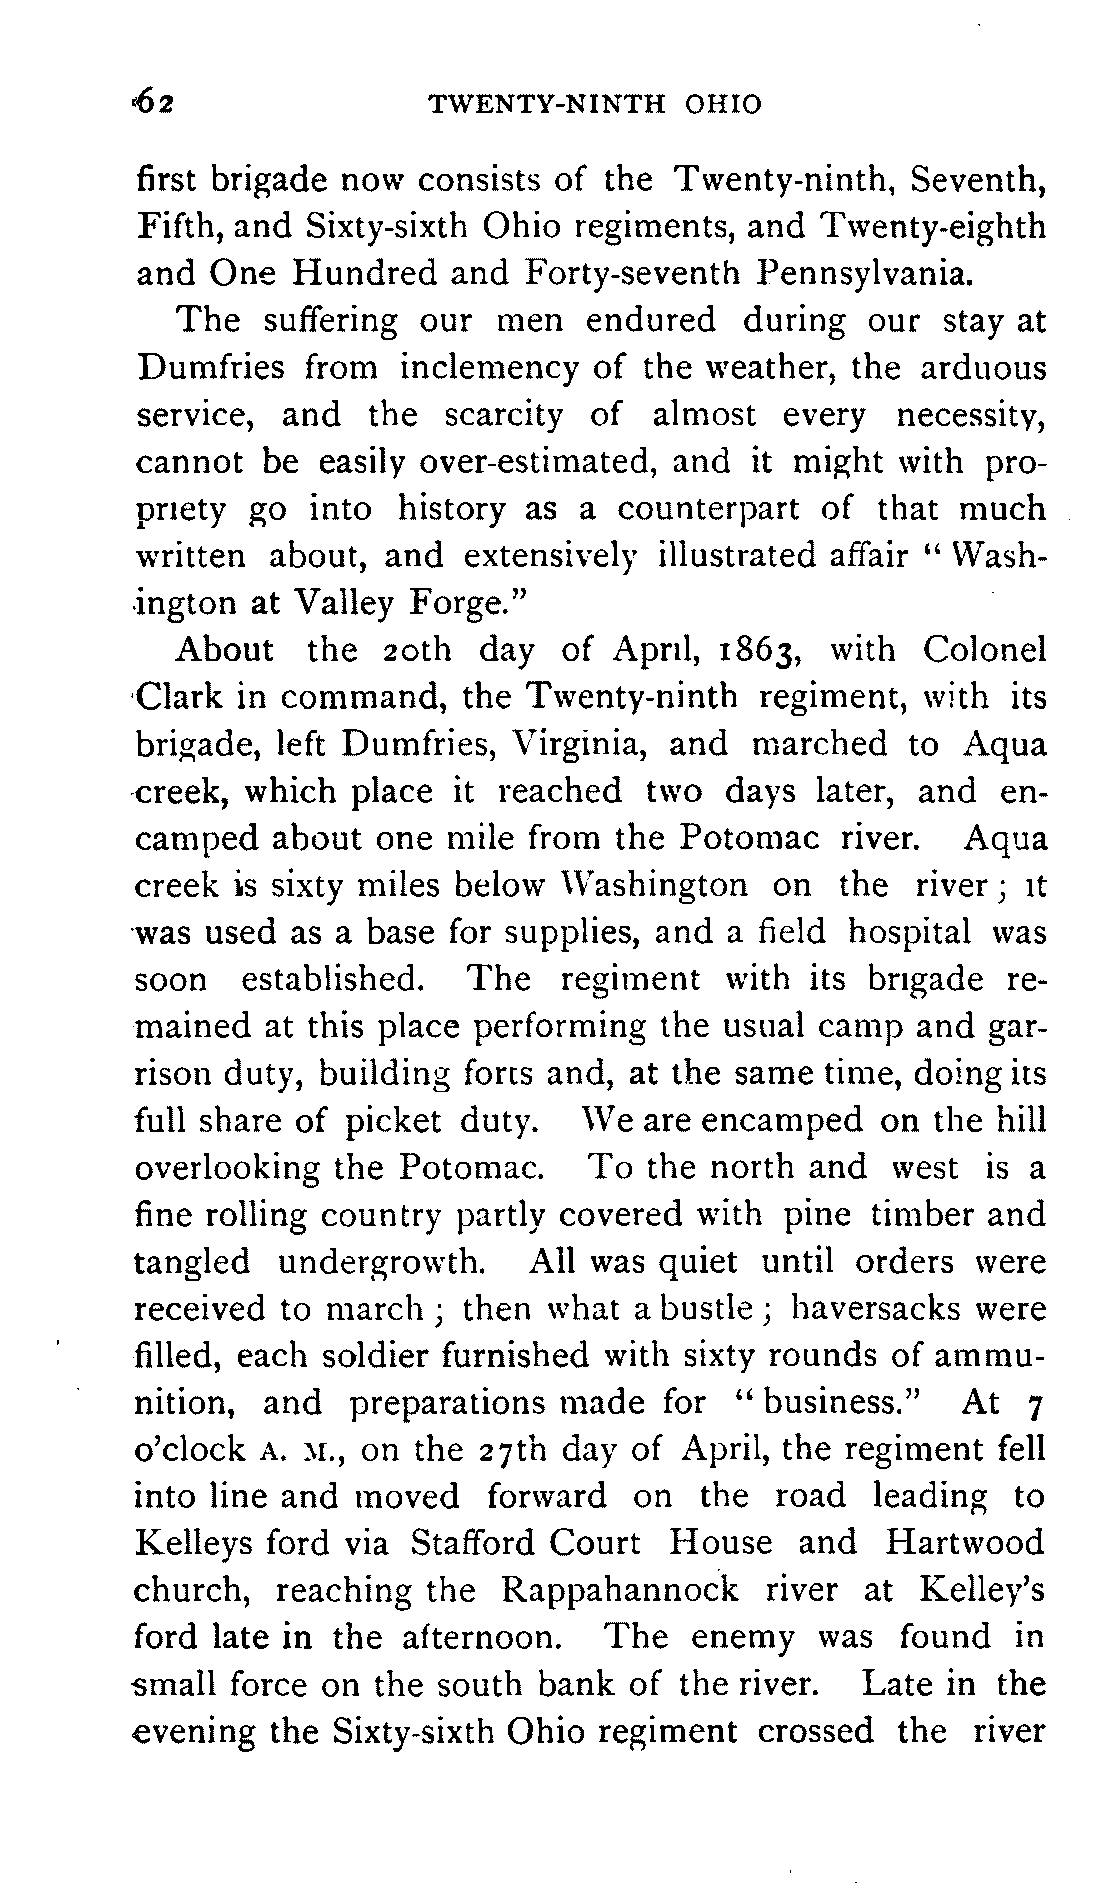 62 TWENTY-NINTH OHIO
first brigade now consists of the Twenty-ninth, Seventh,
Fifth, and Sixty-sixth Ohio regiments, and Twenty-eighth
and One Hundred and Forty-seventh Pennsylvania.
The suffering our men endured during our stay at
Dumfries from inclemency of the weather, the arduous
service, and the scarcity of almost every necessity,
cannot be easily over-estimated, and it might with pro-
priety go into history as a counterpart of that much
written about, and extensively illustrated affair “ Wash-
ington at Valley Forge.”
About the 20th day of April, 1863, with Colonel
Clark in command, the Twenty-ninth regiment, with its
brigade, left Dumfries, Virginia, and marched to Aqua
creek, which place it reached two days later, and en-
camped about one mile from the Potomac river. Aqua
creek is sixty miles below Washington on the river ; it
was used as a base for supplies, and a field hospital was
soon established. The regiment with its brigade re-
mained at this place performing the usual camp and gar-
rison duty, building forts and, at the same time, doing its
full share of picket duty. We are encamped on the hill
overlooking the Potomac. To the north and west is a
fine rolling country partly covered with pine timber and
tangled undergrowth. All was quiet until orders were
received to march ; then what a bustle ; haversacks were
filled, each soldier furnished with sixty rounds of ammu-
nition, and preparations made for “ business.” At 7
o’clock A. M., on the 27th day of April, the regiment fell
into line and moved forward on the road leading to
Kelleys ford via Stafford Court House and Hartwood
church, reaching the Rappahannock river at Kelley’s
ford late in the afternoon. The enemy was found in
small force on the south bank of the river. Late in the
evening the Sixty-sixth Ohio regiment crossed the river